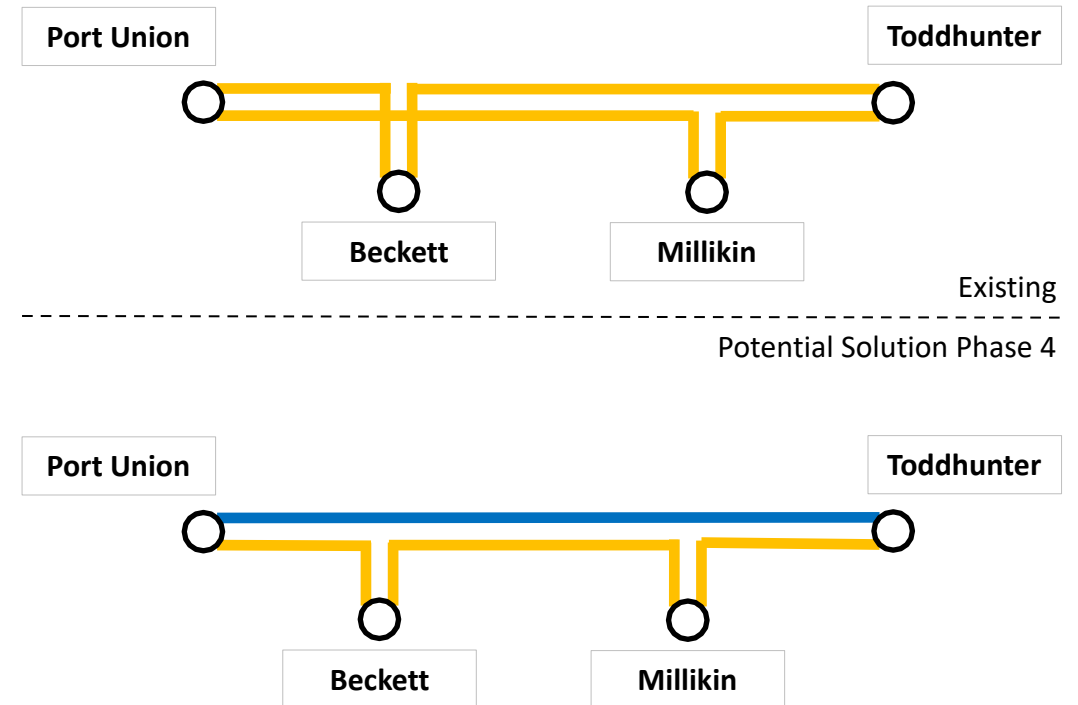 Port Union
Toddhunter
Beckett
Millikin
Existing
Potential Solution Phase 4
Port Union
Toddhunter
Beckett
Millikin